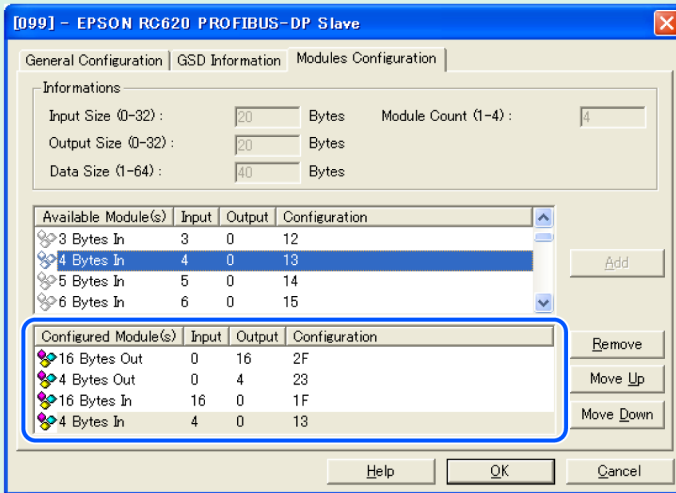 [099] - EPSON RC620 PROFIBUS-DP Slave
General Configuration GSD Information Modules Configuration
Informations
Input Size (0-32) : 20 Bytes Module Count (1-4) : 4
Output Size (0-32) : 20 Bytes
Data Size (1-64) : 40 Bytes
Available Module(s) Input Output Configuration
3 Bytes In 3 0 12
4 Bytes In 4 0 13
5 Bytes In 5 0 14
6 Bytes In 6 0 15
Add
Configured Module(s) Input Output Configuration
16 Bytes Out 0 16 2F
4 Bytes Out 0 4 23
16 Bytes In 16 0 1F
4 Bytes In 4 0 13
Remove
Move Up
Move Down
Help OK Cancel